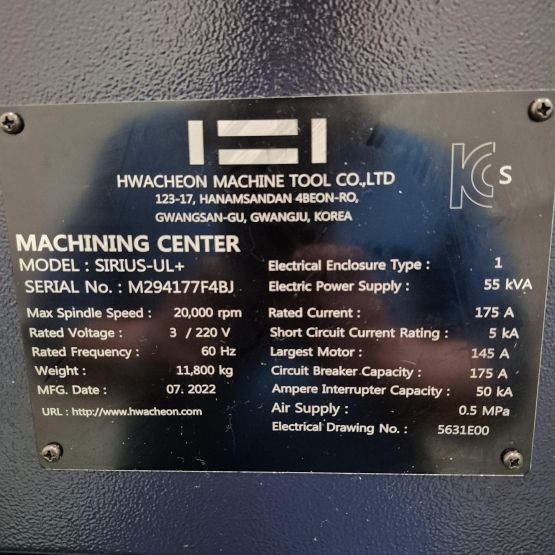 HWACHEON MACHINE TOOL CO.,LTD
123-17, HANAMSANDAN 4BEON-RO,
GWANGSAN-GU, GWANGJU, KOREA
KC s
MACHINING CENTER
MODEL : SIRIUS-UL+
SERIAL No. : M294177F4BJ
Max Spindle Speed : 20,000 rpm
Rated Voltage : 3 / 220 V
Rated Frequency : 60 Hz
Weight : 11,800 kg
MFG. Date : 07. 2022
URL : http://www.hwacheon.com
Electrical Enclosure Type : 1
Electric Power Supply : 55 kVA
Rated Current : 175 A
Short Circuit Current Rating : 5 kA
Largest Motor : 145 A
Circuit Breaker Capacity : 175 A
Ampere Interrupter Capacity : 50 kA
Air Supply : 0.5 MPa
Electrical Drawing No. : 5631E00